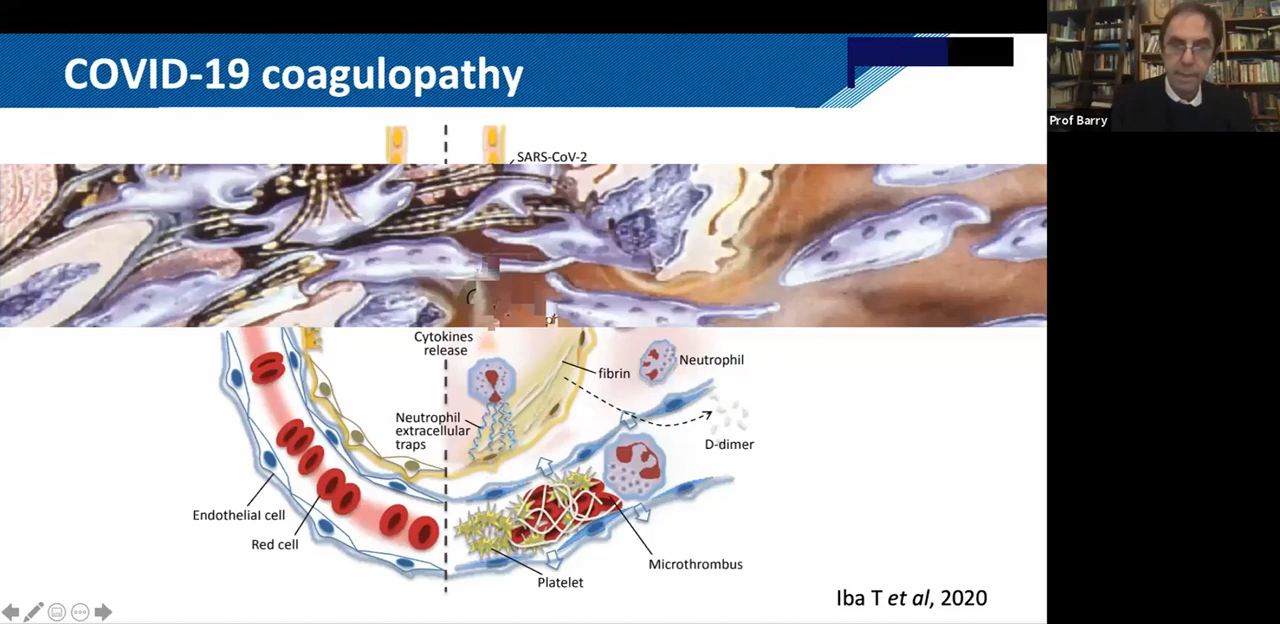 COVID-19 coagulopathy
Prof Barry
SARS-CoV-2
Cytokines
release
Neutrophil
fibrin
Neutrophil
extracellular
traps
D-dimer
Endothelial cell
Red cell
Microthrombus
Platelet
Iba T et al, 2020